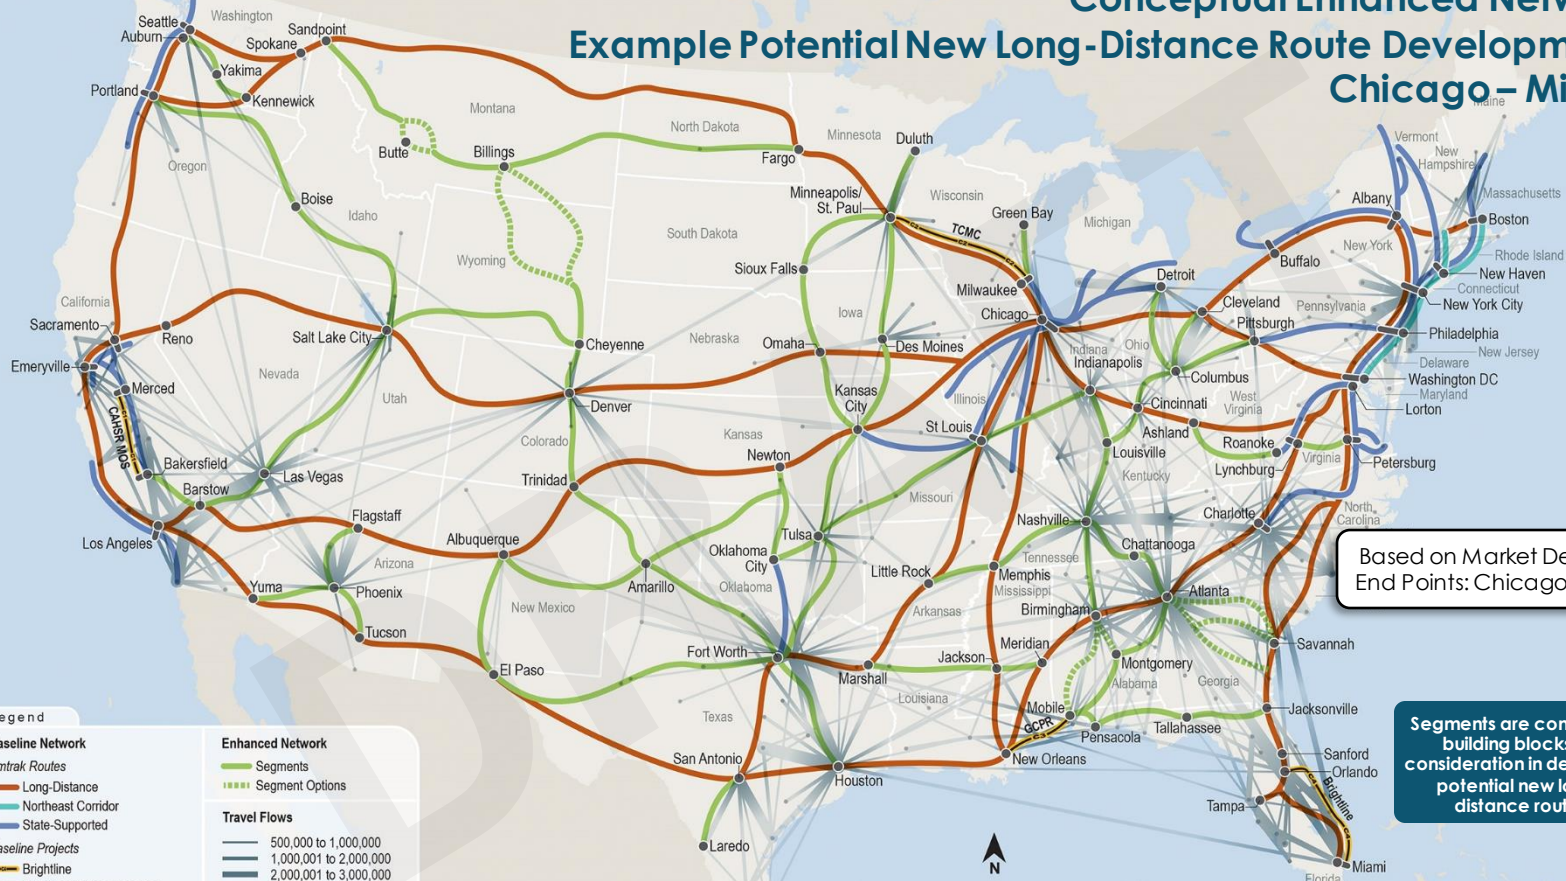 Conceptual Enhanced Netw
Example Potential New Long-Distance Route Developm
Chicago – Mi
Seattle
Auburn
Washington
Spokane
Sandpoint
Yakima
Portland
Kennewick
Montana
North Dakota
Minnesota
Duluth
Butte
Billings
Fargo
Oregon
Boise
Idaho
Minneapolis/
St. Paul
Wisconsin
TCMC
Green Bay
Michigan
Maine
Vermont
New
Hampshire
Massachusetts
Albany
Boston
New York
Buffalo
Rhode Island
New Haven
Connecticut
New York City
South Dakota
Wyoming
Sioux Falls
Milwaukee
Detroit
Chicago
Cleveland
Pennsylvania
Pittsburgh
Philadelphia
New Jersey
California
Sacramento
Reno
Salt Lake City
Cheyenne
Nebraska
Iowa
Omaha
Des Moines
Indiana
Indianapolis
Ohio
Columbus
Delaware
Washington DC
Maryland
Lorton
Emeryville
Merced
Nevada
Utah
Denver
Kansas
City
Illinois
Cincinnati
West
Virginia
CAHSR MOS
Colorado
Kansas
St Louis
Ashland
Roanoke
Lynchburg
Virginia
Petersburg
Louisville
Kentucky
Bakersfield
Las Vegas
Barstow
Trinidad
Newton
Missouri
Los Angeles
Flagstaff
Albuquerque
Tulsa
Oklahoma
City
Nashville
Charlotte
North
Carolina
Chattanooga
Tennessee
Arizona
Amarillo
Oklahoma
Little Rock
Memphis
Mississippi
Atlanta
Yuma
Phoenix
New Mexico
Arkansas
Birmingham
Based on Market De
End Points: Chicago
Tucson
El Paso
Fort Worth
Marshall
Jackson
Meridian
Montgomery
Alabama
Georgia
Savannah
Louisiana
Texas
Mobile
GCPR
Pensacola
Tallahassee
Jacksonville
San Antonio
Houston
New Orleans
Sanford
Orlando
Tampa
Brightline
Laredo
Miami
Florida
N
Segments are con
building blocks
consideration in de
potential new lo
distance rout
egend
aseline Network
mtrak Routes
Long-Distance
Northeast Corridor
State-Supported
aseline Projects
Brightline
Enhanced Network
Segments
Segment Options
Travel Flows
500,000 to 1,000,000
1,000,001 to 2,000,000
2,000,001 to 3,000,000
DRAFT